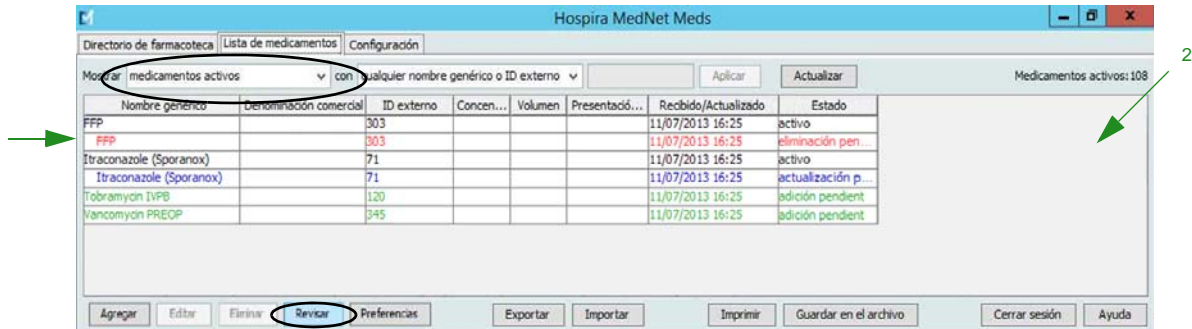 Hospira MedNet Meds
2
Directorio de farmacoteca Lista de medicamentos Configuración
Mostrar medicamentos activos con cualquier nombre genérico o ID externo Aplicar Actualizar Medicamentos activos: 108
Nombre genérico Denominación comercial ID externo Concen... Volumen Presentació... Recibido/Actualizado Estado
FFP 303 11/07/2013 16:25 activo
FFP 303 11/07/2013 16:25 eliminación pen...
Itraconazole (Sporanox) 71 11/07/2013 16:25 activo
Itraconazole (Sporanox) 71 11/07/2013 16:25 actualización p...
Tobramycin IVPB 120 11/07/2013 16:25 adición pendient
Vancomycin PREOP 345 11/07/2013 16:25 adición pendient
Agregar Editar Eliminar Revisar Preferencias Exportar Importar Imprimir Guardar en el archivo Cerrar sesión Ayuda